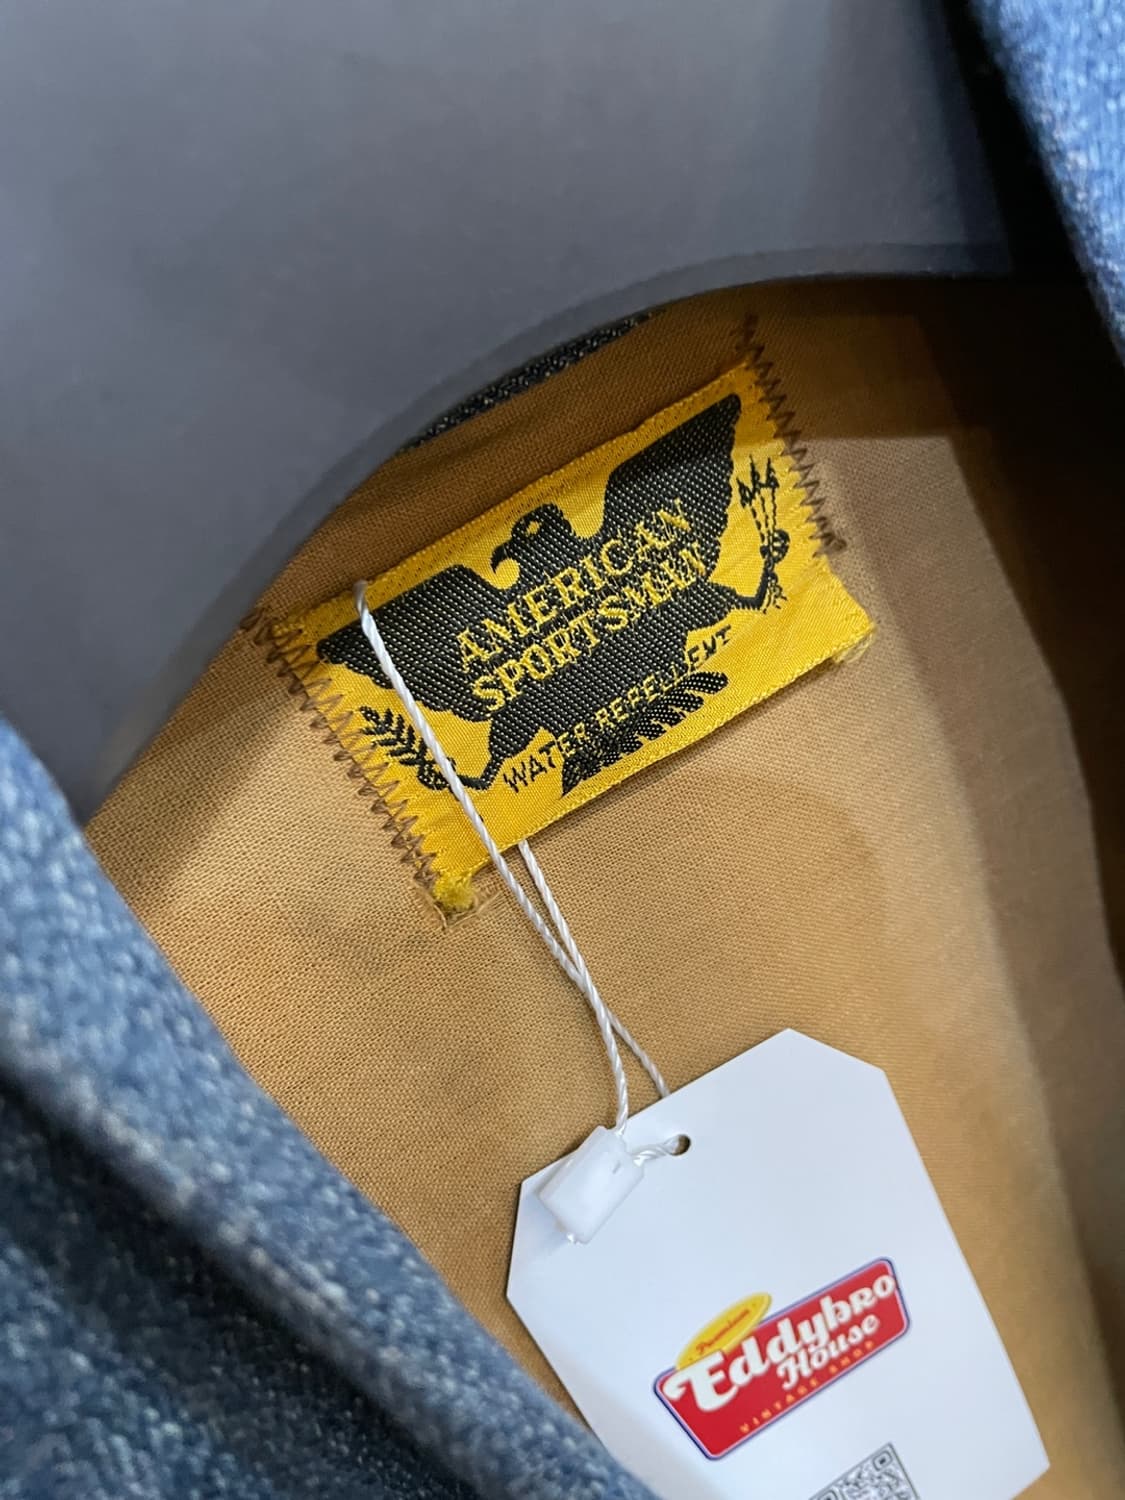 AMERICAN
SPORTSMAN
WATER REPELLENT
Premium
Eddybro
House
VINTAGE SHOP